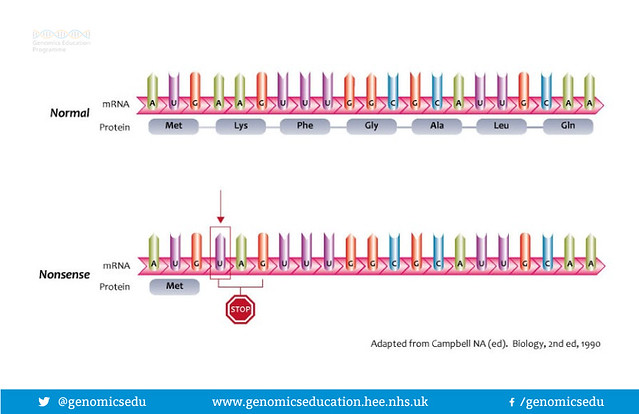 Genomics Education
Programme
Normal
mRNA
A U G A A G U U U G G C G C A U U G C A A
Protein
Met Lys Phe Gly Ala Leu Gln
Nonsense
mRNA
A U G U A G U U U G G C G C A U U G C A A
Protein
Met
STOP
Adapted from Campbell NA (ed). Biology, 2nd ed, 1990
@genomicsedu
www.genomicseducation.hee.nhs.uk
/genomicsedu